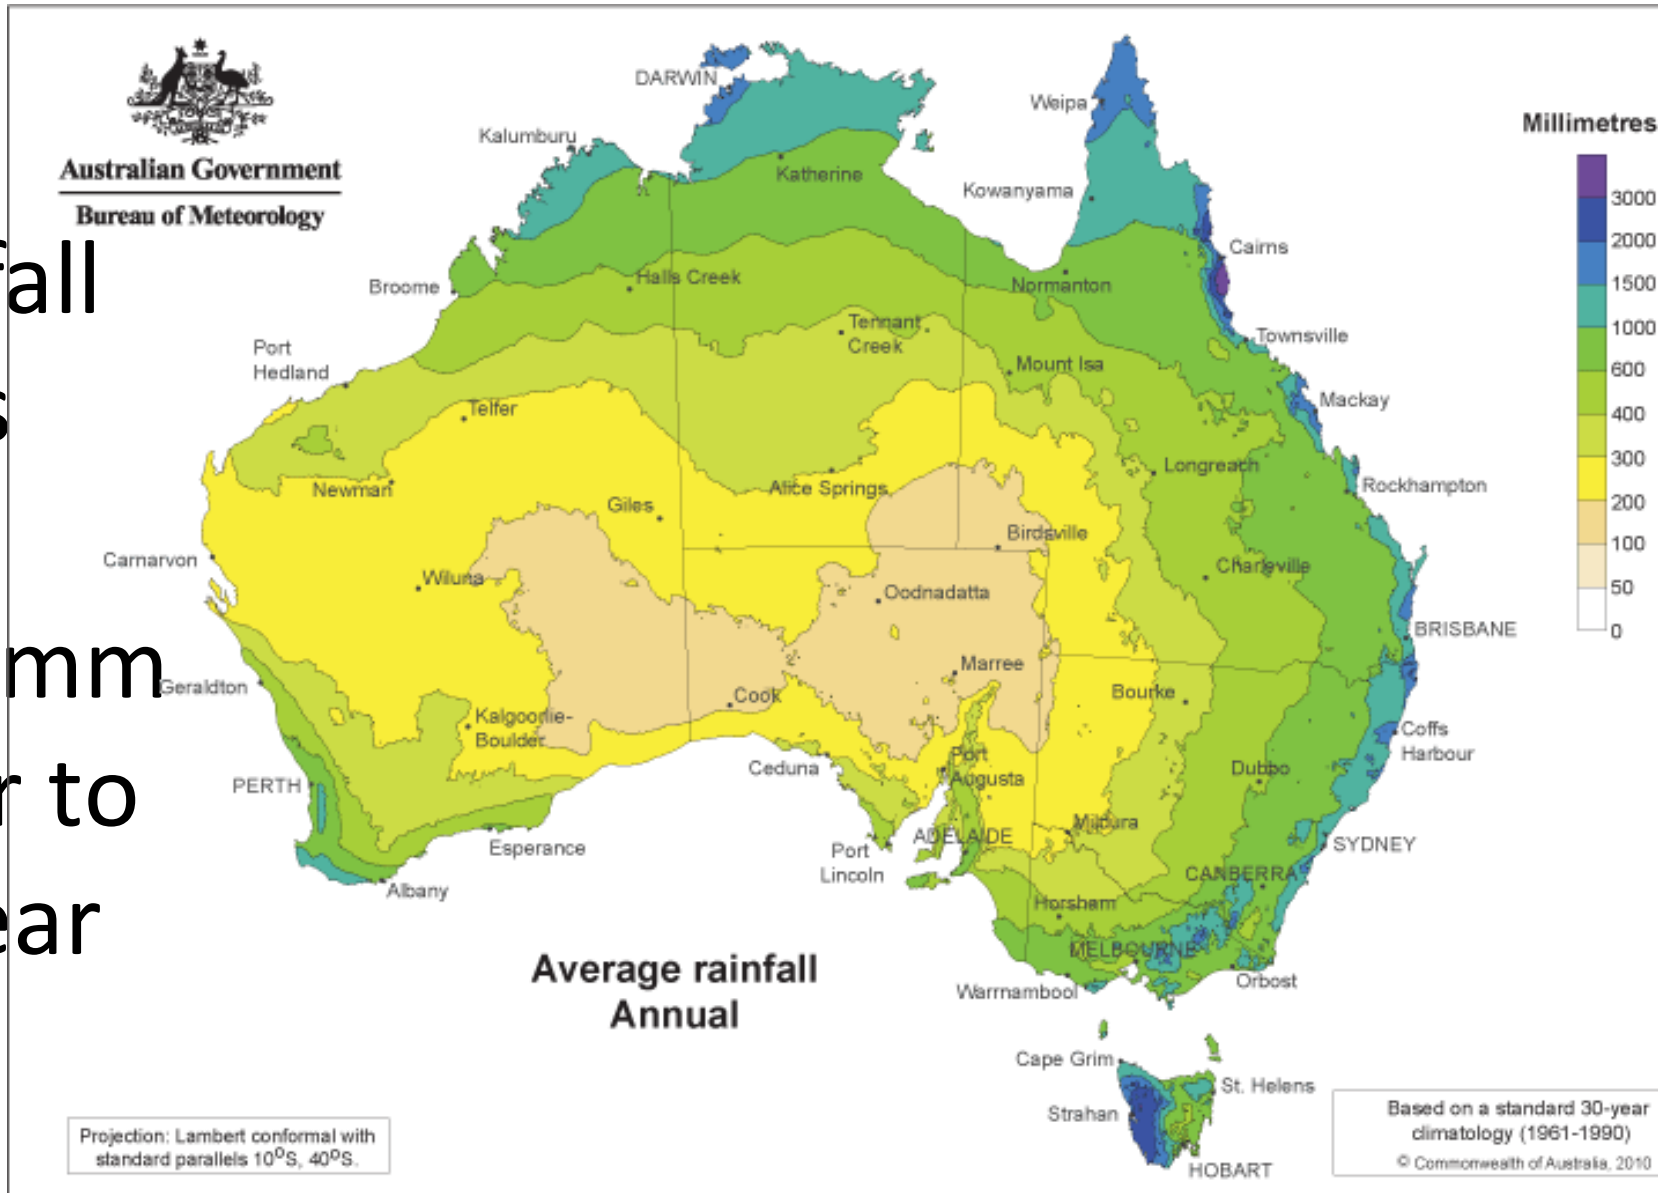 Australian Government
Bureau of Meteorology
fall
s
mm
r to
ear
DARWIN
Weipa
Kalumburu
Katherine
Kowanyama
Cairns
Broome
Halls Creek
Normanton
Tennant
Creek
Townsville
Port
Hedland
Mount Isa
Telfer
Mackay
Newman
Alice Springs
Longreach
Rockhampton
Giles
Birdsville
Carnarvon
Wiluna
Charleville
Oodnadatta
BRISBANE
Geraldton
Marree
Bourke
Cook
Kalgoorlie-
Boulder
Coffs
Harbour
Ceduna
Port
Augusta
Dubbo
PERTH
Mildura
Esperance
Port
Lincoln
ADELAIDE
SYDNEY
Albany
CANBERRA
Horsham
MELBOURNE
Warrnambool
Orbost
Cape Grim
St. Helens
Strahan
HOBART
Millimetres
3000
2000
1500
1000
600
400
300
200
100
50
0
Average rainfall
Annual
Projection: Lambert conformal with
standard parallels 10ºS, 40ºS.
Based on a standard 30-year
climatology (1961-1990)
© Commonwealth of Australia, 2010